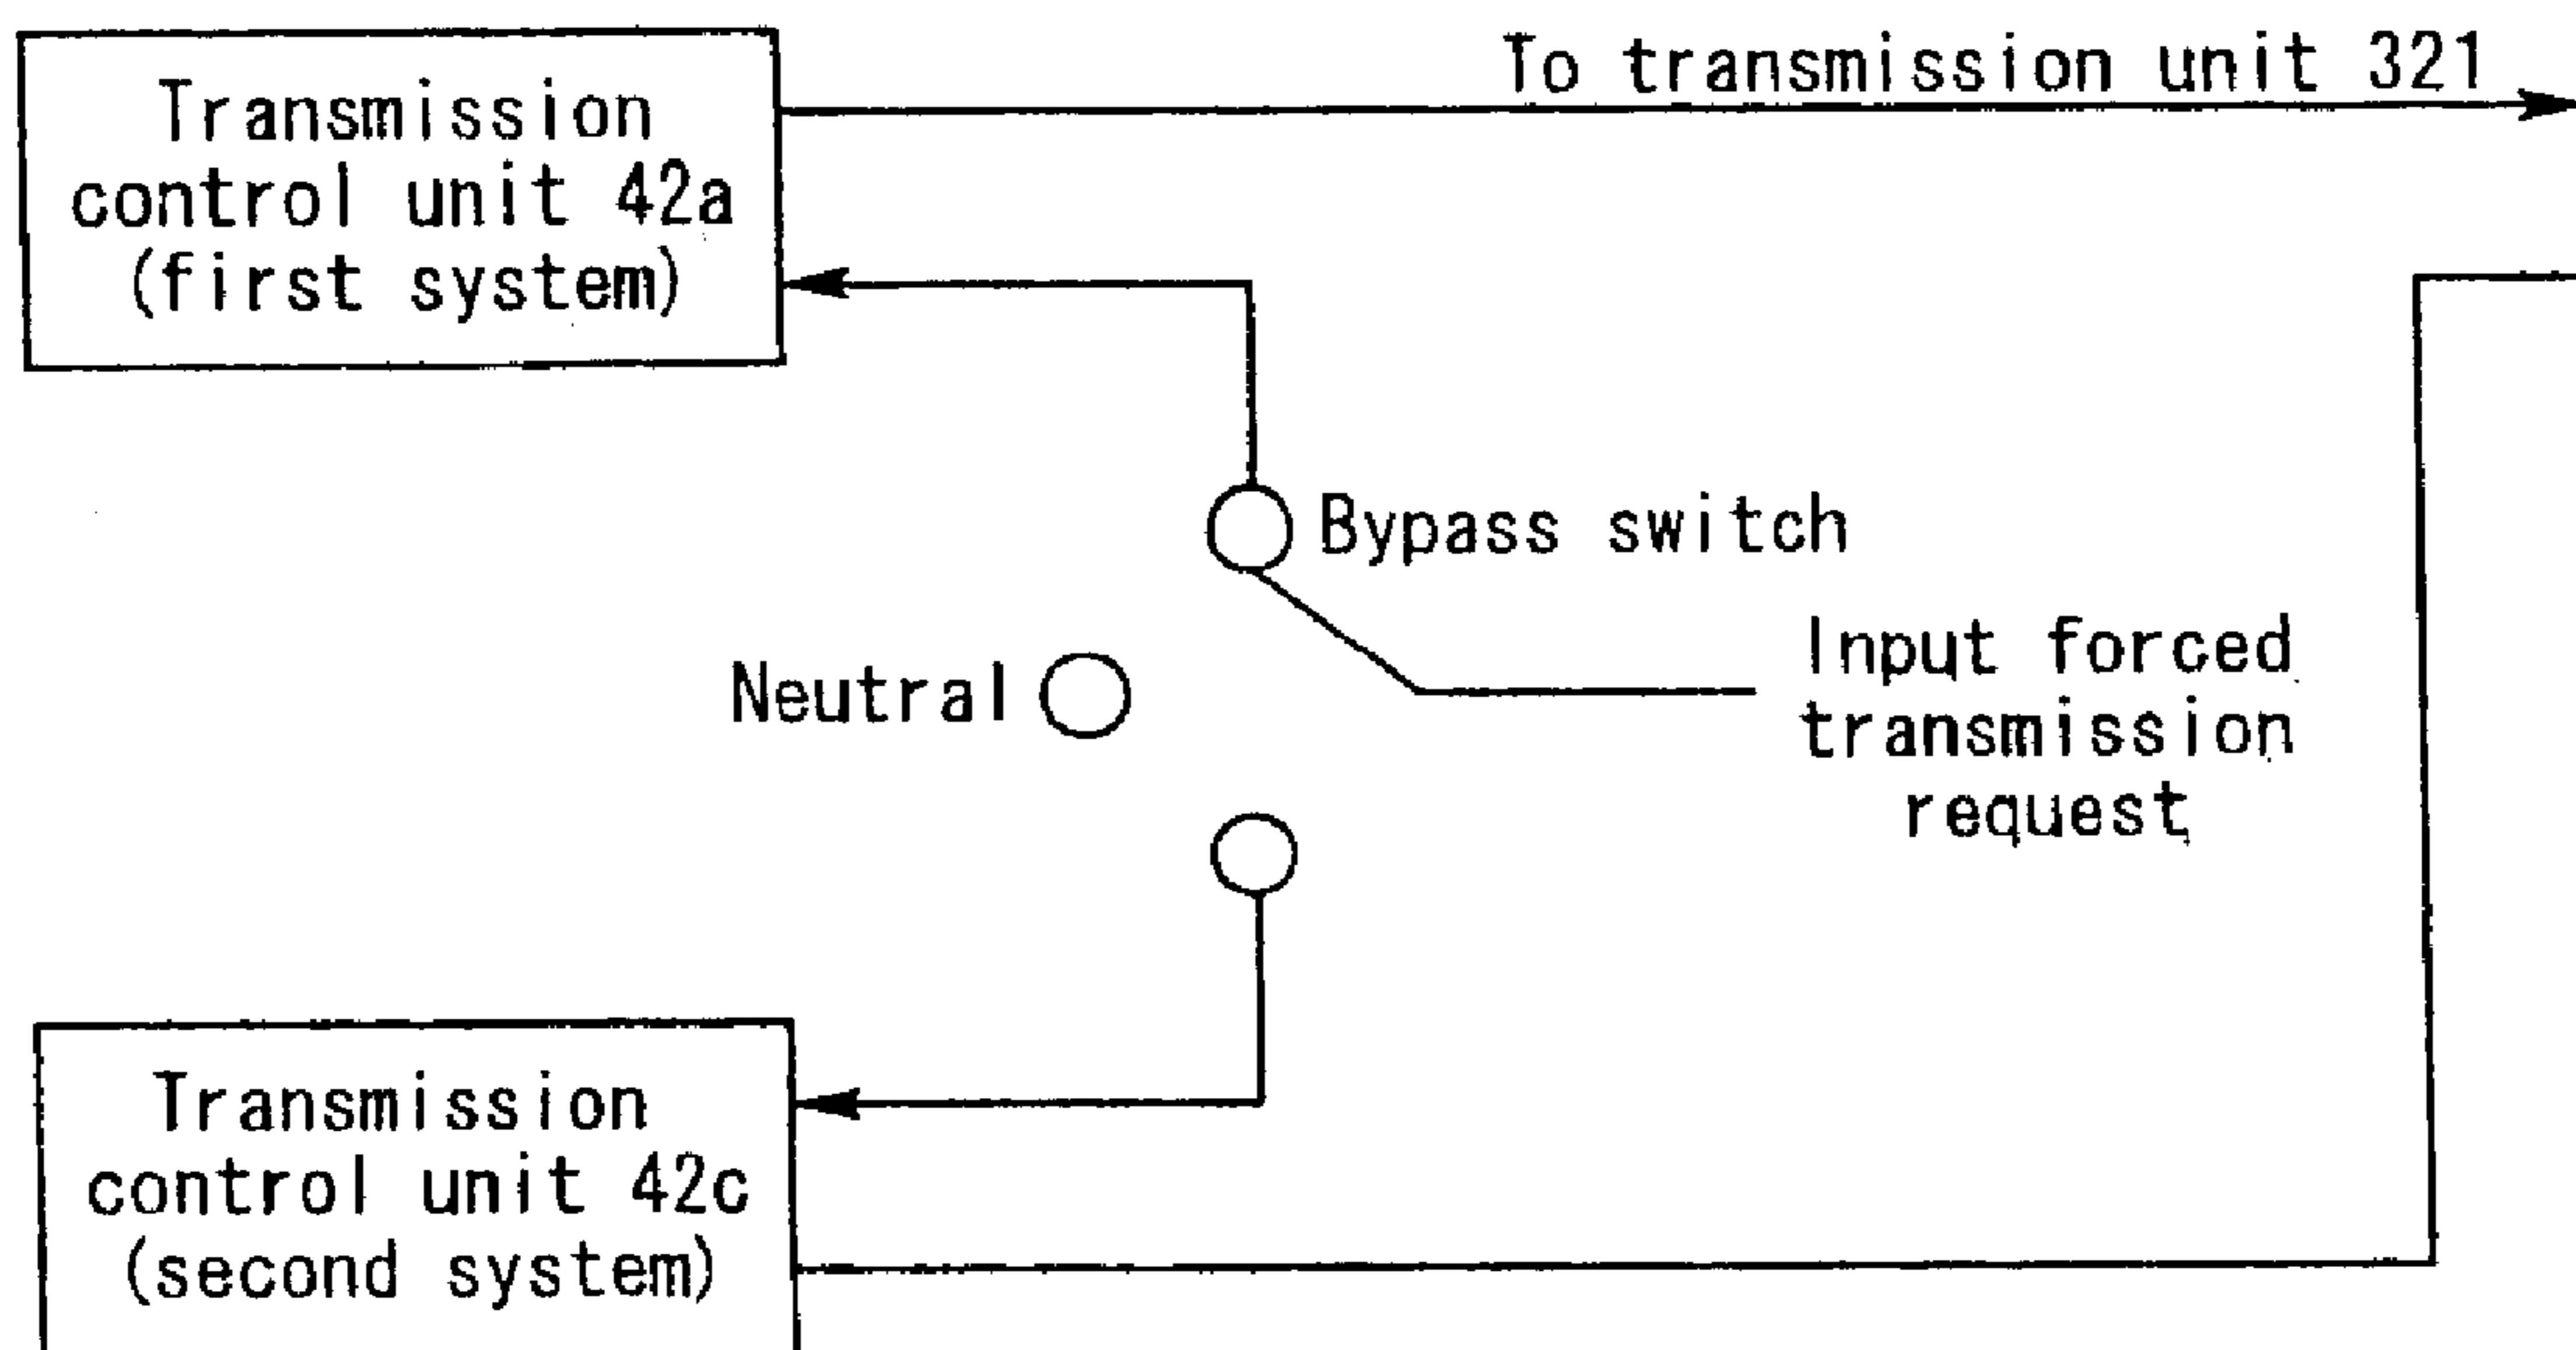 To transmission unit 321
Transmission
control unit 42a
(first system)
Bypass switch
Neutral
Input forced
transmission
request
Transmission
control unit 42c
(second system)